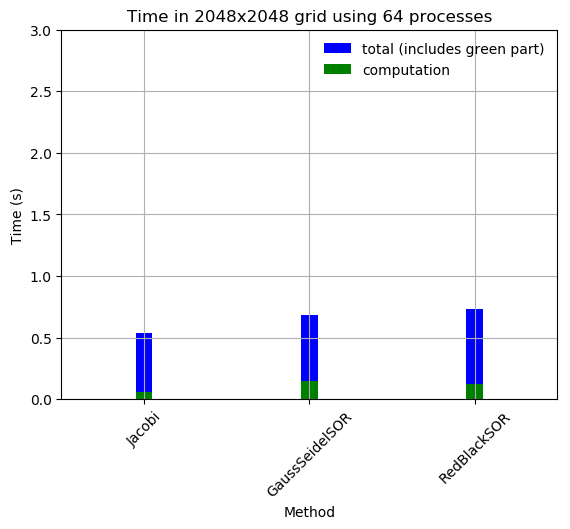 Time in 2048x2048 grid using 64 processes
total (includes green part)
computation
3.0
2.5
2.0
1.5
1.0
0.5
0.0
Time (s)
Jacobi
GaussSeidelSOR
RedBlackSOR
Method